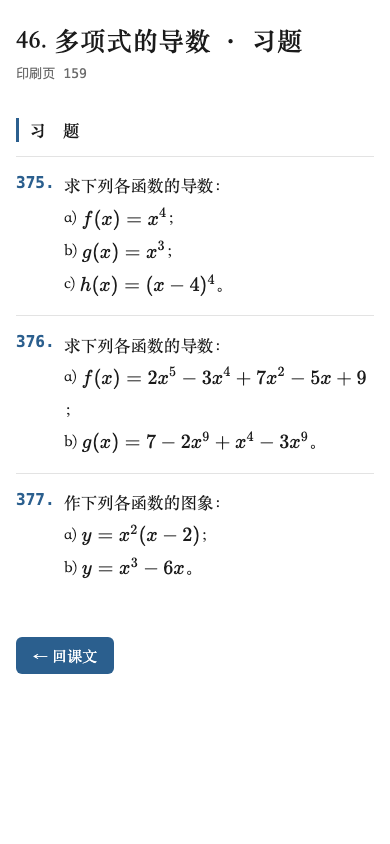 46. 多项式的导数 · 习题
印刷页 159
习 题
375. 求下列各函数的导数：
a) f(x) = x⁴；
b) g(x) = x³；
c) h(x) = (x − 4)⁴。
376. 求下列各函数的导数：
a) f(x) = 2x⁵ − 3x⁴ + 7x² − 5x + 9
；
b) g(x) = 7 − 2x⁹ + x⁴ − 3x⁹。
377. 作下列各函数的图象：
a) y = x²(x − 2)；
b) y = x³ − 6x。
← 回课文